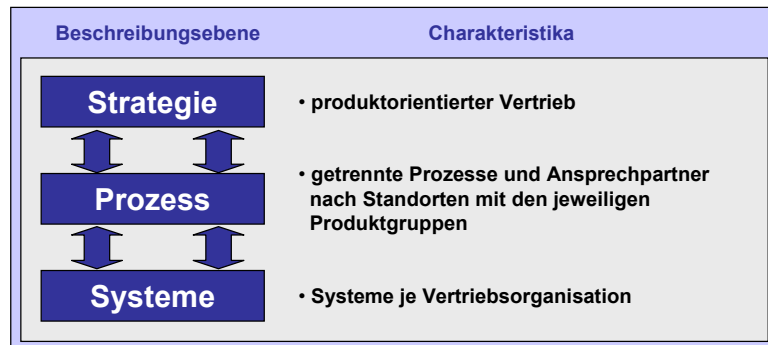 Beschreibungsebene Charakteristika
Strategie
• produktorientierter Vertrieb
Prozess
• getrennte Prozesse und Ansprechpartner
nach Standorten mit den jeweiligen
Produktgruppen
Systeme
• Systeme je Vertriebsorganisation